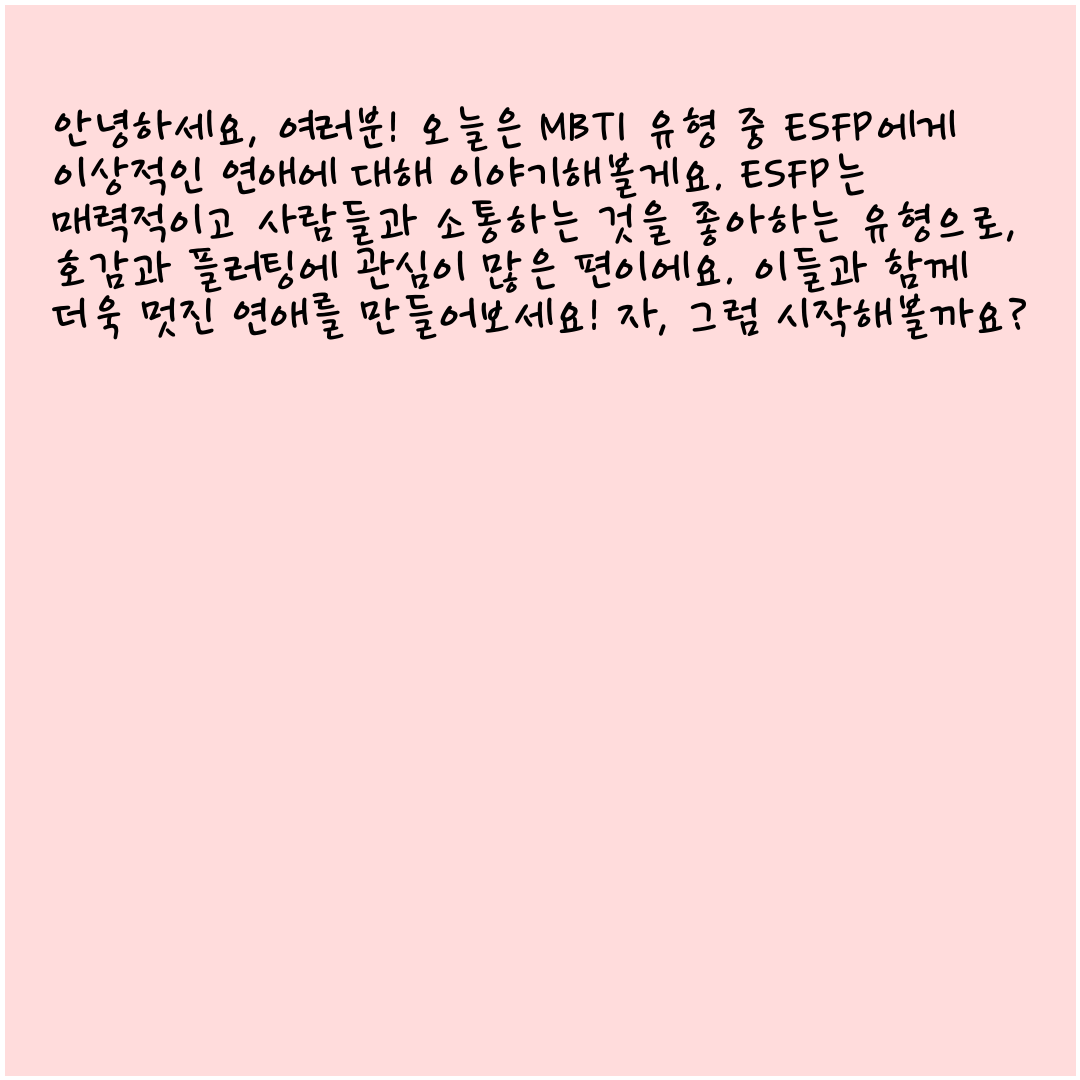 안녕하세요, 여러분! 오늘은 MBTI 유형 중 ESFP에게
이상적인 연애에 대해 이야기해볼게요. ESFP는
매력적이고 사람들과 소통하는 것을 좋아하는 유형으로,
호감과 플러팅에 관심이 많은 편이에요. 이들과 함께
더욱 멋진 연애를 만들어보세요! 자, 그럼 시작해볼까요?